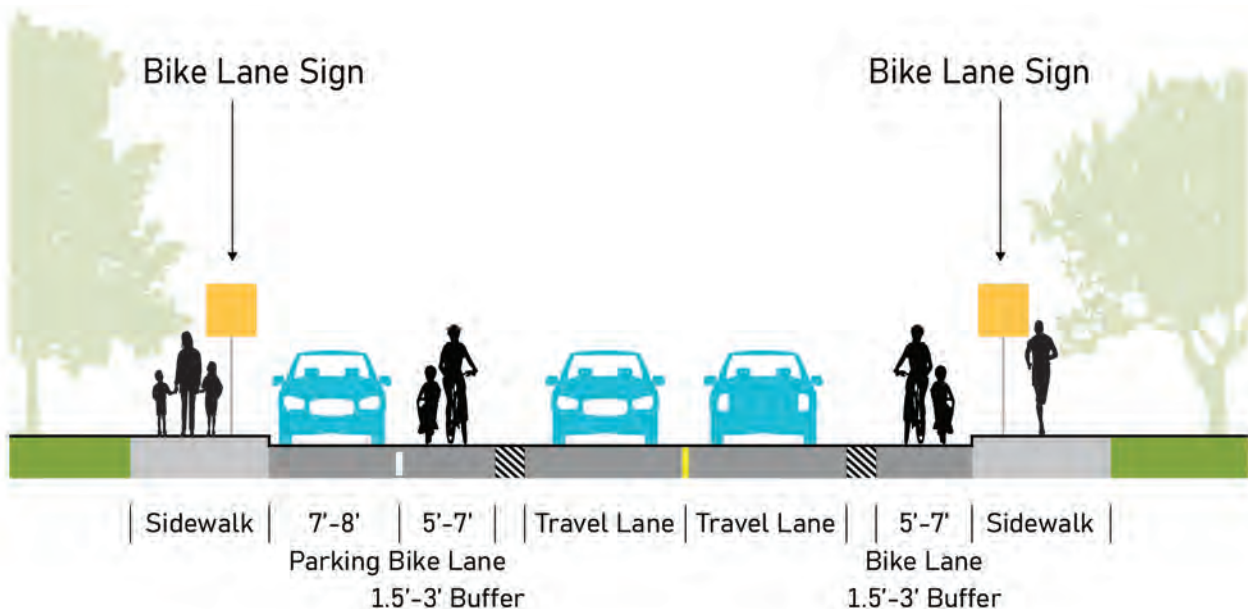 Bike Lane Sign
Bike Lane Sign
Sidewalk 7'-8' 5'-7' Travel Lane Travel Lane 5'-7' Sidewalk
Parking Bike Lane Bike Lane
1.5'-3' Buffer 1.5'-3' Buffer